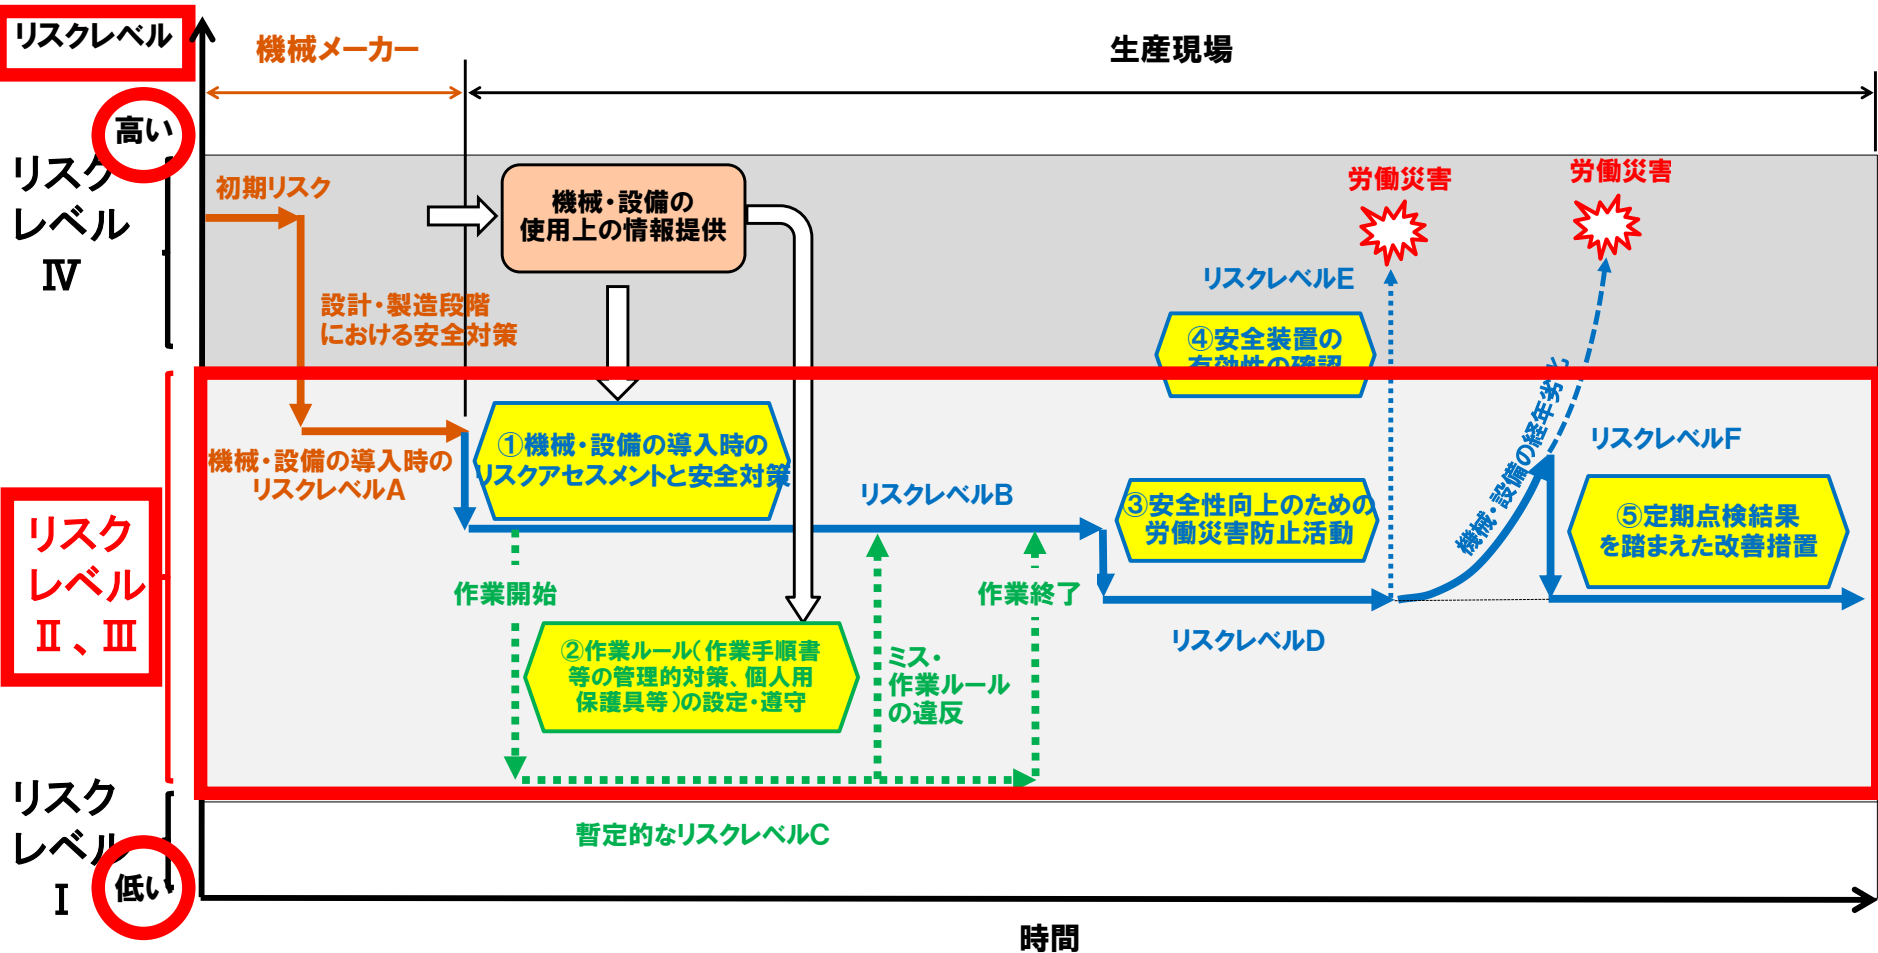 リスクレベル
機械メーカー
生産現場
高い
リスク
レベル
Ⅳ
初期リスク
機械・設備の
使用上の情報提供
労働災害
労働災害
設計・製造段階
における安全対策
リスクレベルE
④安全装置の
有効性の確認
機械・設備の経年劣化
①機械・設備の導入時の
リスクアセスメントと安全対策
機械・設備の導入時の
リスクレベルA
リスクレベルB
③安全性向上のための
労働災害防止活動
リスクレベルF
⑤定期点検結果
を踏まえた改善措置
リスク
レベル
Ⅱ、Ⅲ
作業開始
作業終了
リスクレベルD
②作業ルール（作業手順書
等の管理的対策、個人用
保護具等）の設定・遵守
ミス・
作業ルール
の違反
リスク
レベル
Ⅰ
低い
暫定的なリスクレベルC
時間